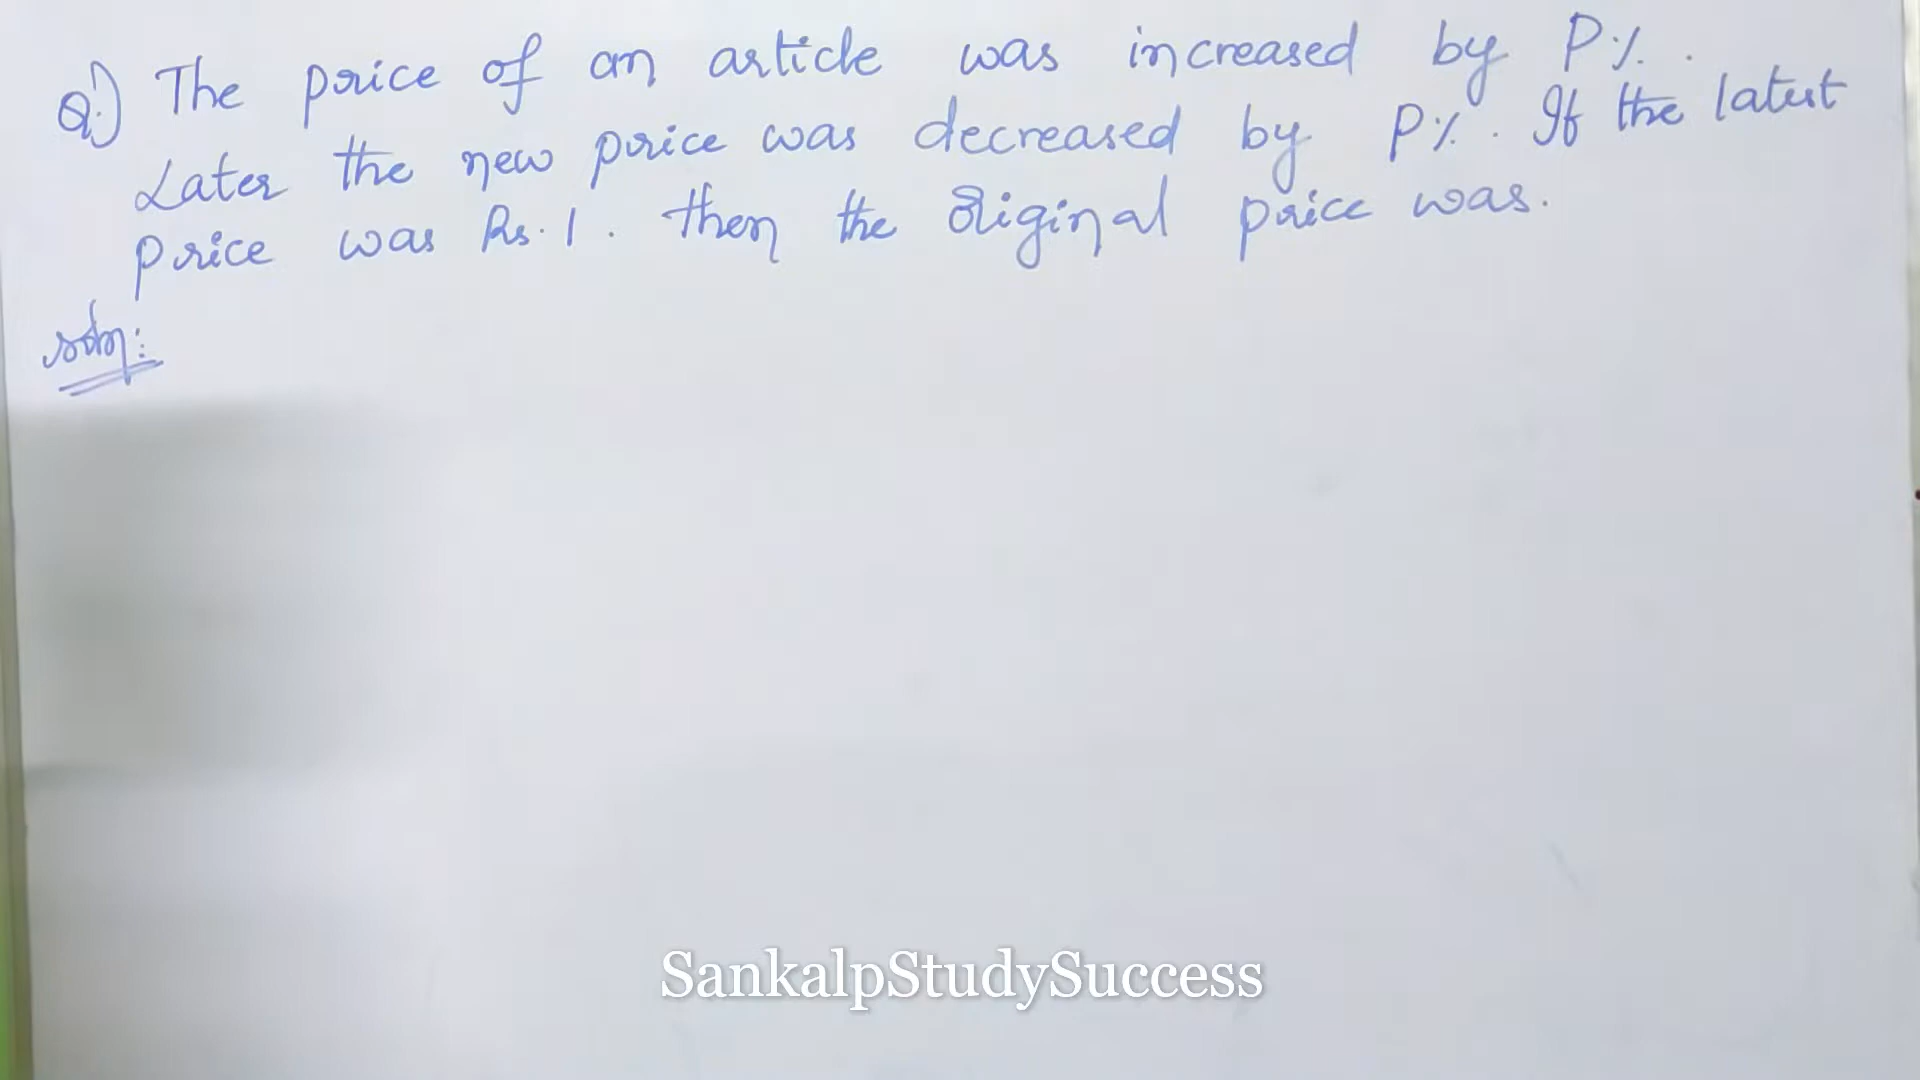 Q.) The price of an article was increased by P%.
Later the new price was decreased by P%. If the latest
price was Rs. 1. then the original price was.
soln:
SankalpStudySuccess